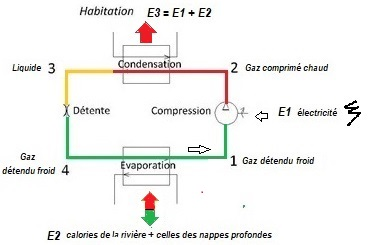 Habitation E3 = E1 + E2
Condensation
Liquide 3
2 Gaz comprimé chaud
Détente
Compression
E1 électricité
Gaz
détendu froid 4
Evaporation
1 Gaz détendu froid
E2 calories de la rivière + celles des nappes profondes